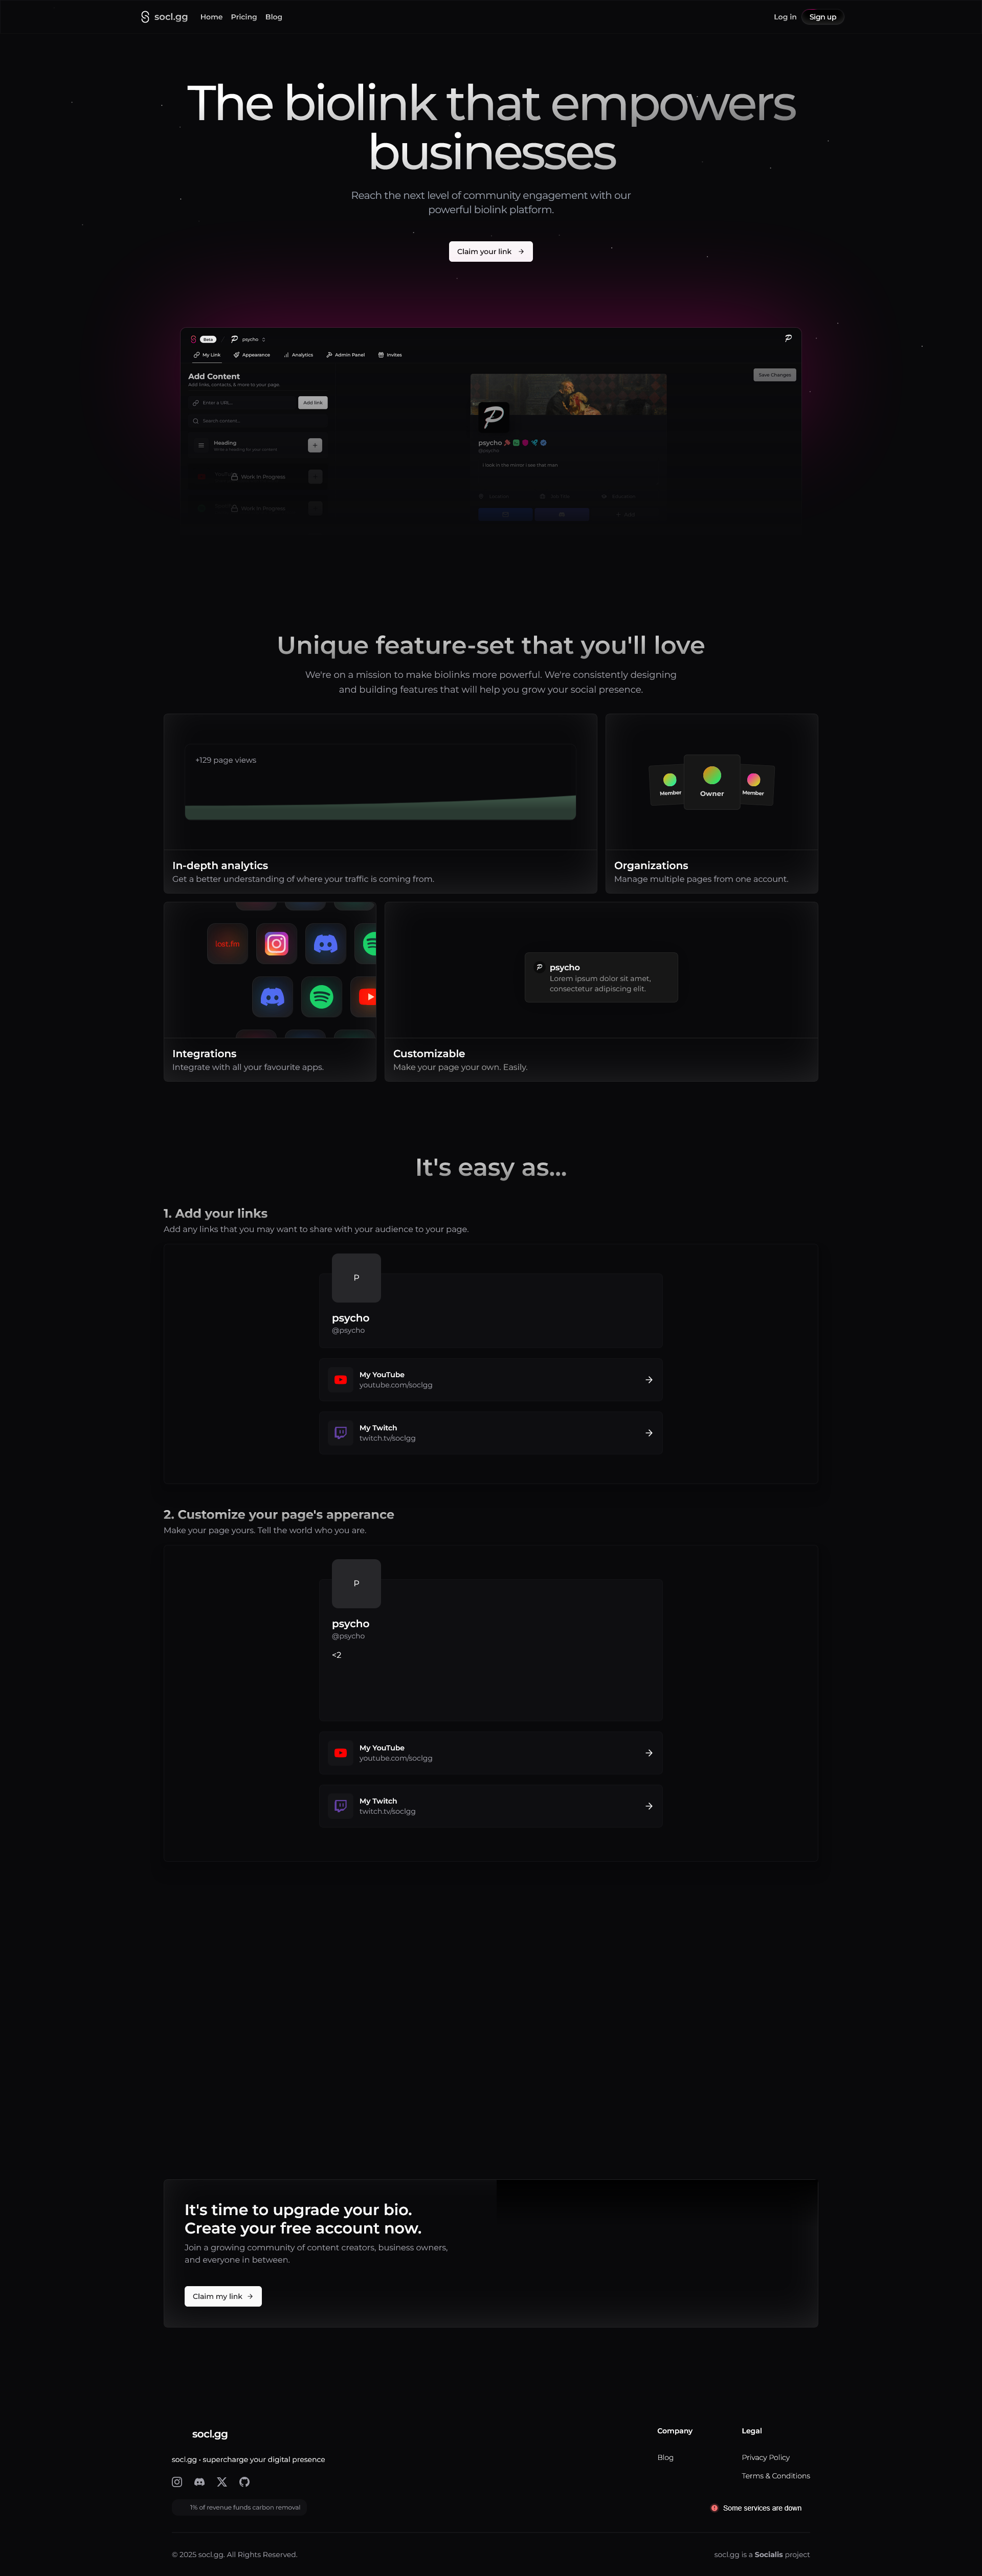 socl.gg Home Pricing Blog Log in Sign up
The biolink that empowers
businesses
Reach the next level of community engagement with our
powerful biolink platform.
Claim your link
Beta psycho
My Link Appearance Analytics Admin Panel Invites
Add Content
Add links, contacts, & more to your page.
Save Changes
Enter a URL... Add link
Search content...
Heading
Write a heading for your content
psycho
@psycho
I look in the mirror i see that man
Work In Progress
Work In Progress
Unique feature-set that you'll love
We're on a mission to make biolinks more powerful. We're consistently designing
and building features that will help you grow your social presence.
+129 page views
In-depth analytics
Get a better understanding of where your traffic is coming from.
Member Owner Member
Organizations
Manage multiple pages from one account.
last.fm
Integrations
Integrate with all your favourite apps.
psycho
Lorem ipsum dolor sit amet,
consectetur adipiscing elit.
Customizable
Make your page your own. Easily.
It's easy as...
1. Add your links
Add any links that you may want to share with your audience to your page.
P
psycho
@psycho
My YouTube
youtube.com/soclgg
My Twitch
twitch.tv/soclgg
2. Customize your page's apperance
Make your page yours. Tell the world who you are.
P
psycho
@psycho
<2
My YouTube
youtube.com/soclgg
My Twitch
twitch.tv/soclgg
It's time to upgrade your bio.
Create your free account now.
Join a growing community of content creators, business owners,
and everyone in between.
Claim my link
socl.gg
socl.gg • supercharge your digital presence
1% of revenue funds carbon removal
Company
Blog
Legal
Privacy Policy
Terms & Conditions
Some services are down
© 2025 socl.gg. All Rights Reserved.
socl.gg is a Socialis project